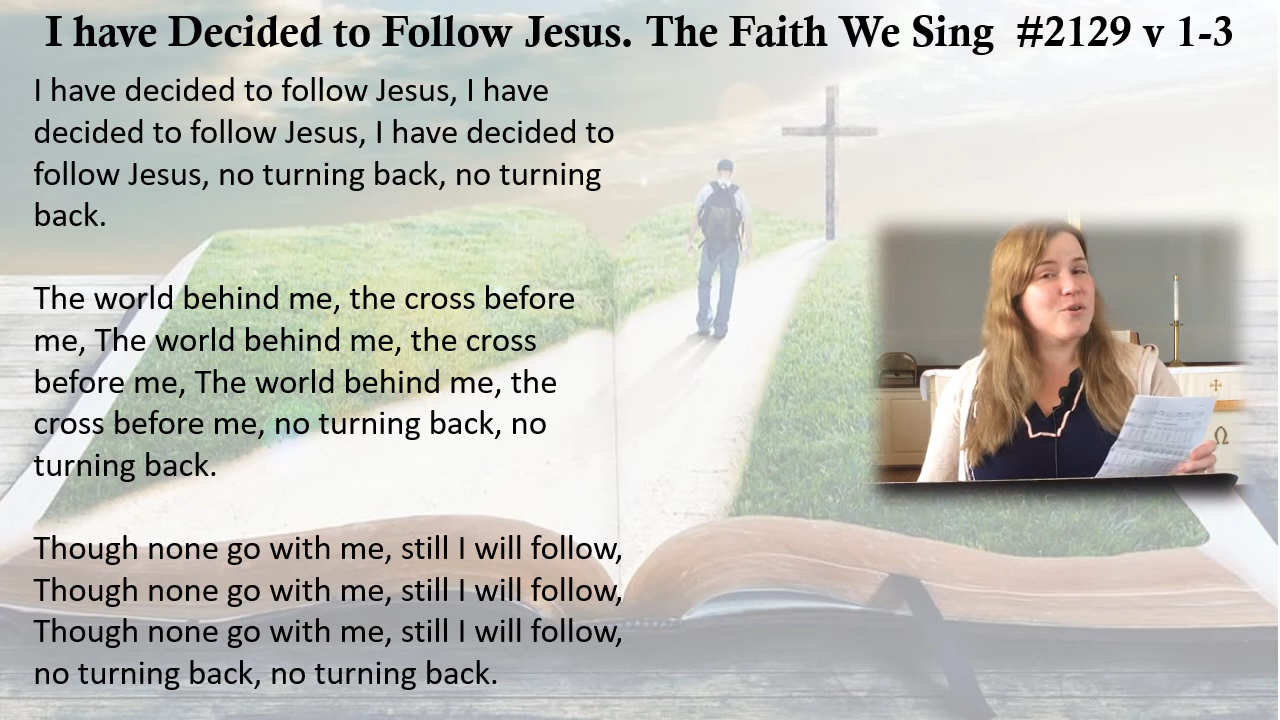 I have Decided to Follow Jesus. The Faith We Sing #2129 v 1-3
I have decided to follow Jesus, I have
decided to follow Jesus, I have decided to
follow Jesus, no turning back, no turning
back.
The world behind me, the cross before
me, The world behind me, the cross
before me, The world behind me, the
cross before me, no turning back, no
turning back.
Though none go with me, still I will follow,
Though none go with me, still I will follow,
Though none go with me, still I will follow,
no turning back, no turning back.
Ω